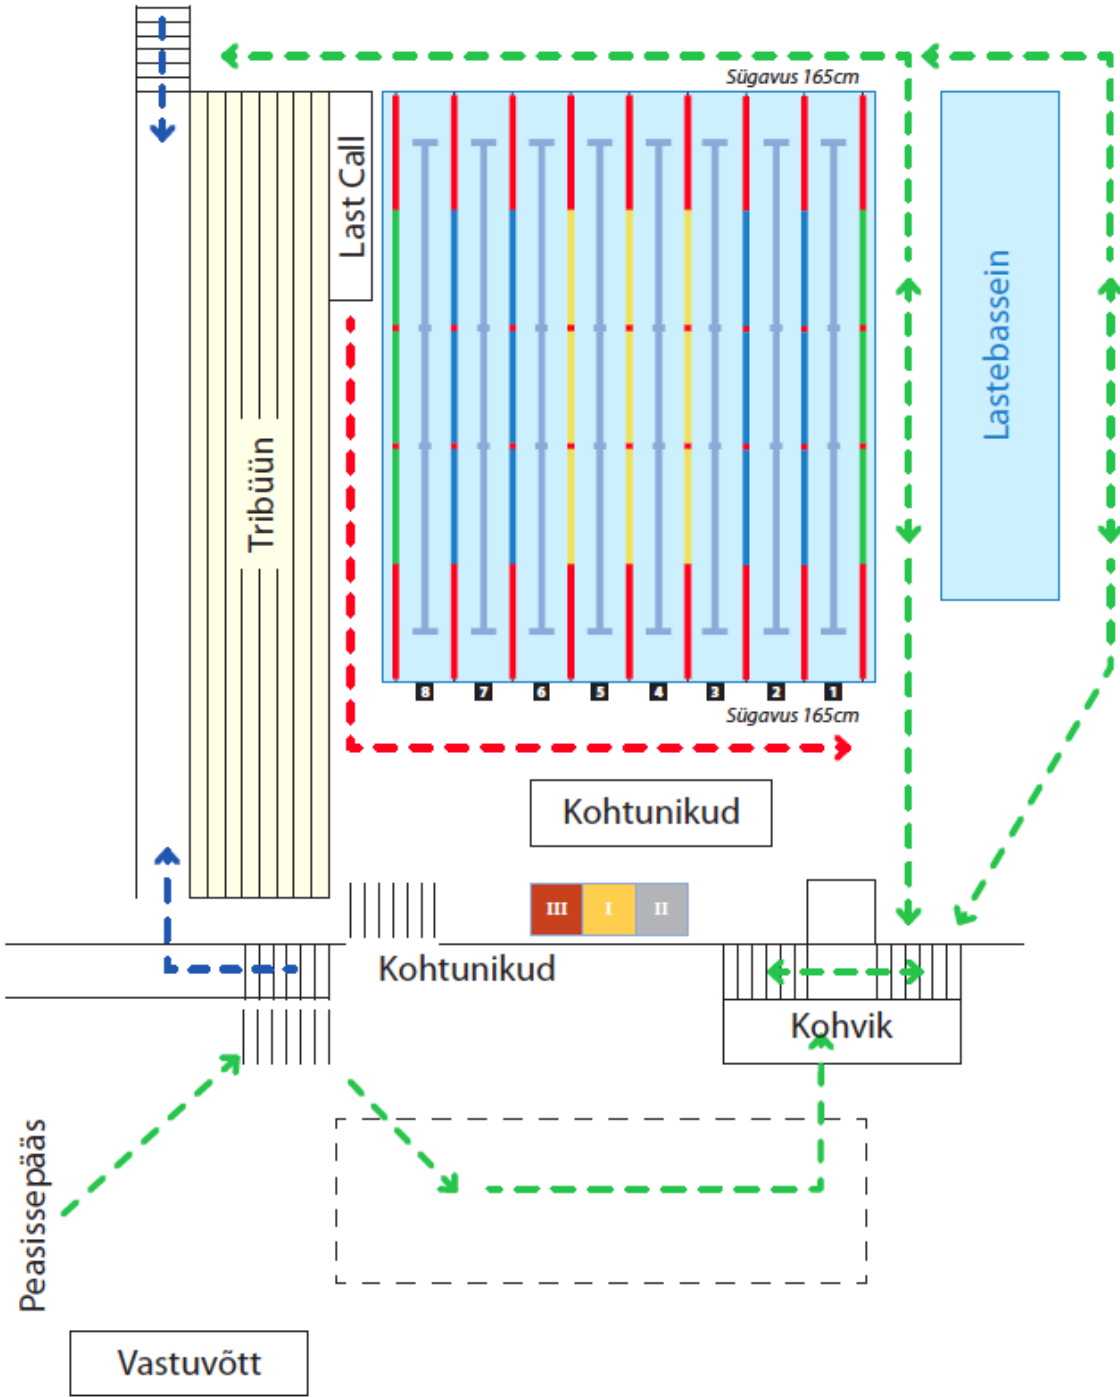 Sügavus 165cm
Last Call
Lastebassein
Tribüün
8 7 6 5 4 3 2 1
Sügavus 165cm
Kohtunikud
III I II
Kohtunikud
Kohvik
Peasissepääs
Vastuvõtt